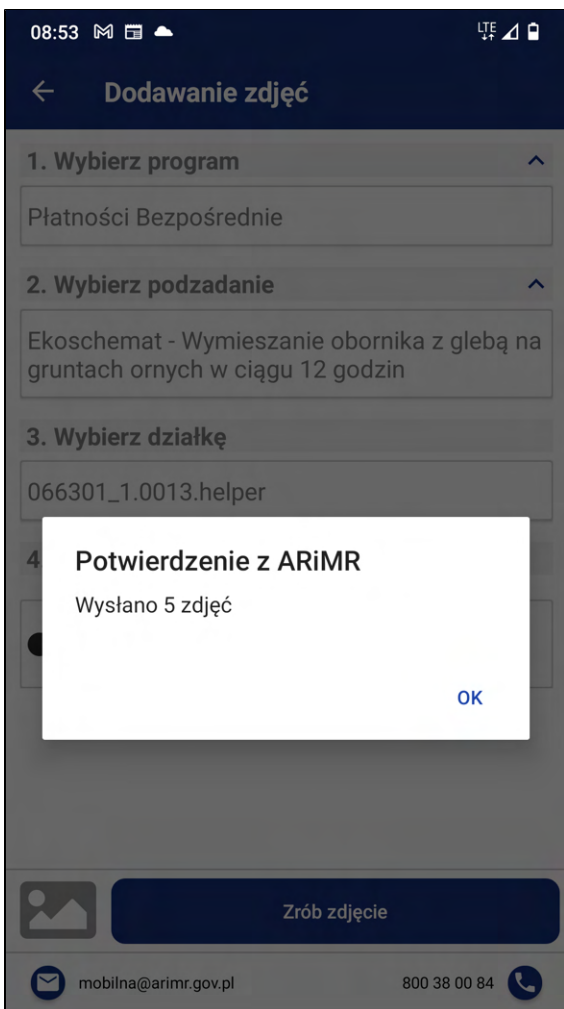 08:53
LTE
Dodawanie zdjęć
1. Wybierz program
Płatności Bezpośrednie
2. Wybierz podzadanie
Ekoschemat - Wymieszanie obornika z glebą na
gruntach ornych w ciągu 12 godzin
3. Wybierz działkę
066301_1.0013.helper
4
Potwierdzenie z ARiMR
Wysłano 5 zdjęć
OK
Zrób zdjęcie
mobilna@arimr.gov.pl
800 38 00 84